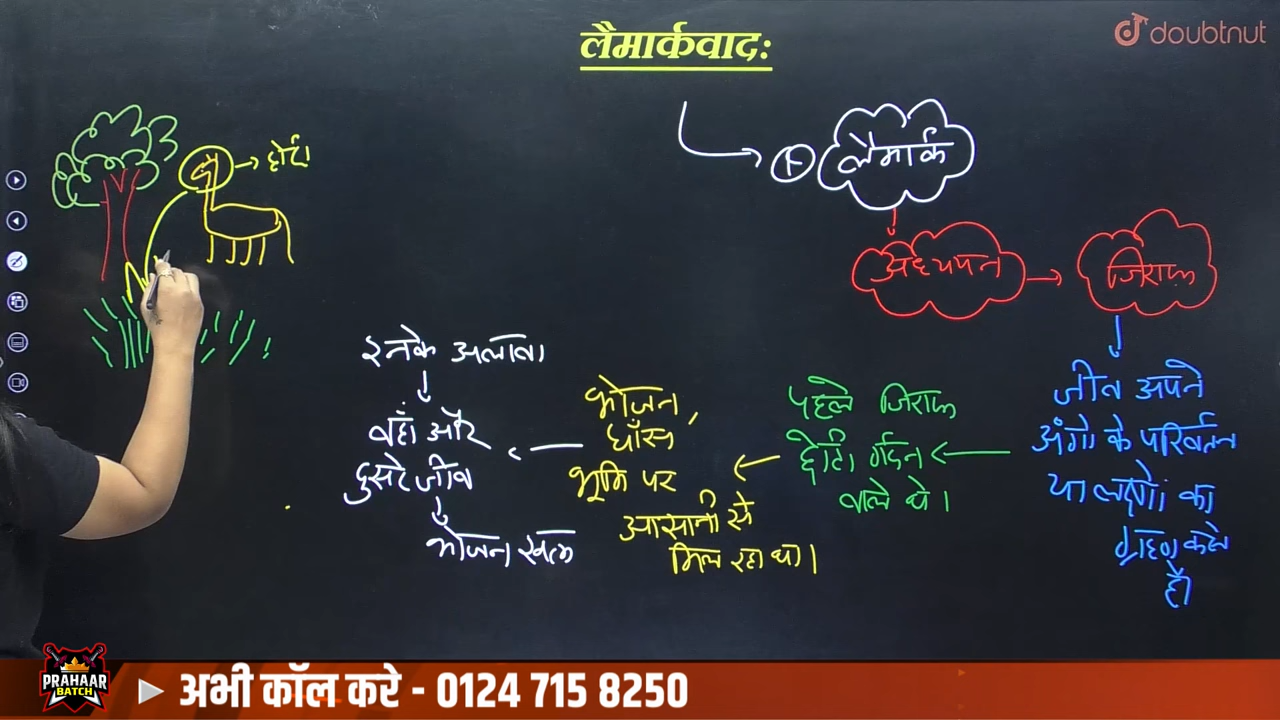 लैमार्कवादः
doubtnut
लैमार्क
अध्ययन
जिराफ
छोटी
जीव अपने
अंगो के परिवर्तन
या लक्षणों का
ग्रहण करते
है।
पहले जिराफ
छोटी गर्दन
वाले थे।
भोजन,
घाँस
भूमि पर
आसानी से
मिल रहा था।
इनके अलावा
वहाँ और
दुसरे जीव
भोजन खत्म
PRAHAAR
BATCH
अभी कॉल करे - 0124 715 8250